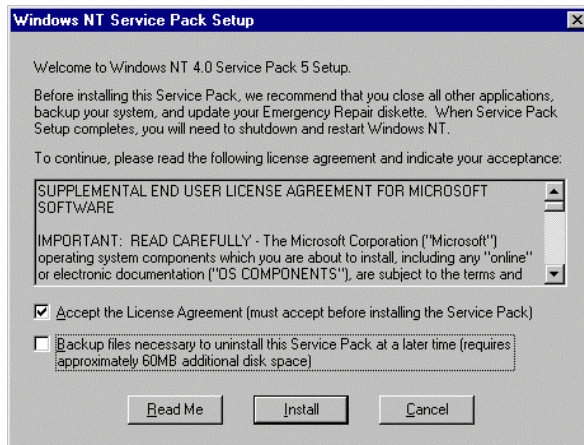 Windows NT Service Pack Setup
Welcome to Windows NT 4.0 Service Pack 5 Setup.
Before installing this Service Pack, we recommend that you close all other applications,
backup your system, and update your Emergency Repair diskette.  When Service Pack
Setup completes, you will need to shutdown and restart Windows NT.
To continue, please read the following license agreement and indicate your acceptance:
SUPPLEMENTAL END USER LICENSE AGREEMENT FOR MICROSOFT
SOFTWARE
IMPORTANT:  READ CAREFULLY - The Microsoft Corporation ("Microsoft")
operating system components which you are about to install, including any "online"
or electronic documentation ("OS COMPONENTS"), are subject to the terms and
Accept the License Agreement (must accept before installing the Service Pack)
Backup files necessary to uninstall this Service Pack at a later time (requires
approximately 60MB additional disk space)
Read Me
Install
Cancel